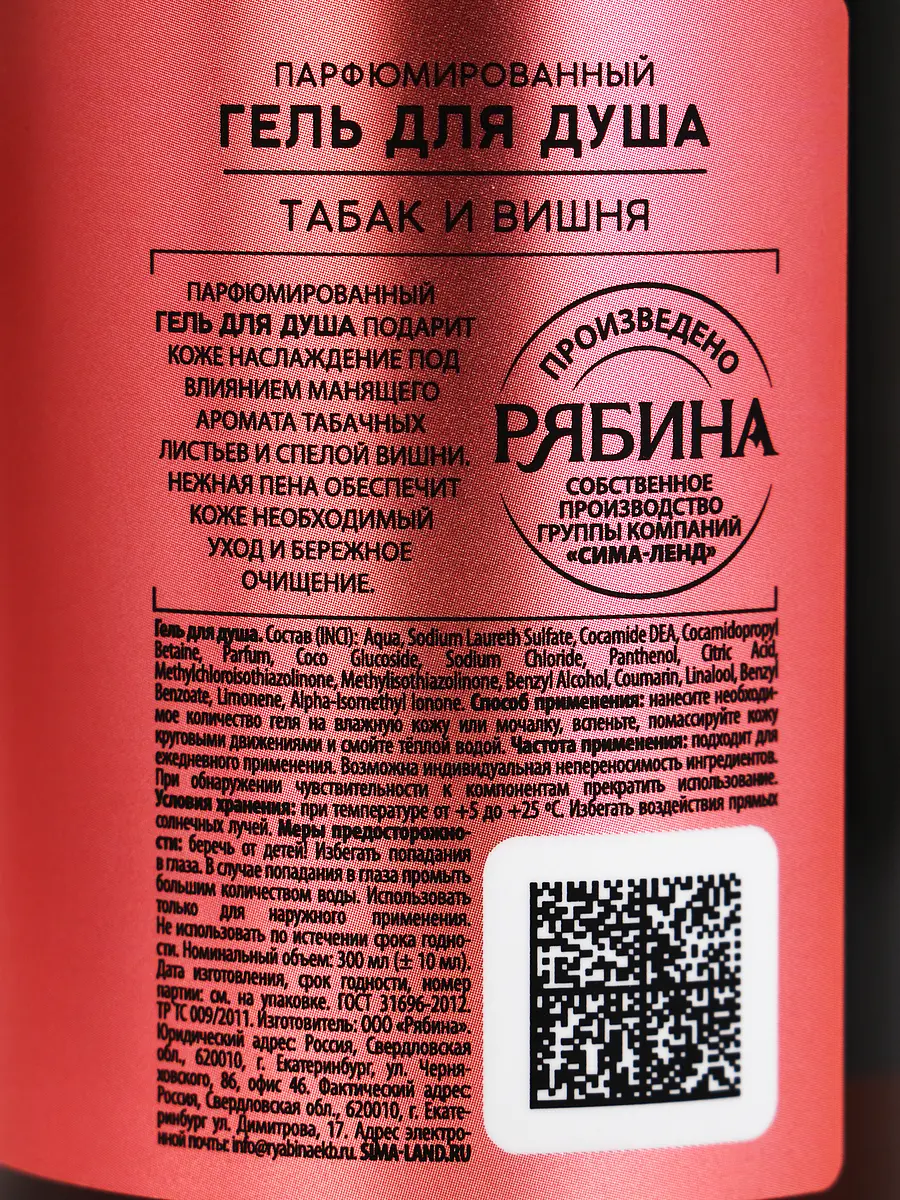 ПАРФЮМИРОВАННЫЙ
ГЕЛЬ ДЛЯ ДУША
ТАБАК И ВИШНЯ
ПАРФЮМИРОВАННЫЙ
ГЕЛЬ ДЛЯ ДУША ПОДАРИТ
КОЖЕ НАСЛАЖДЕНИЕ ПОД
ВЛИЯНИЕМ МАНЯЩЕГО
АРОМАТА ТАБАЧНЫХ
ЛИСТЬЕВ И СПЕЛОЙ ВИШНИ.
НЕЖНАЯ ПЕНА ОБЕСПЕЧИТ
КОЖЕ НЕОБХОДИМЫЙ
УХОД И БЕРЕЖНОЕ
ОЧИЩЕНИЕ.
ПРОИЗВЕДЕНО
РЯБИНА
СОБСТВЕННОЕ
ПРОИЗВОДСТВО
ГРУППЫ КОМПАНИЙ
«СИМА-ЛЕНД»
Гель для душа. Состав (INCI): Aqua, Sodium Laureth Sulfate, Cocamide DEA, Cocamidopropyl
Betaine, Parfum, Coco Glucoside, Sodium Chloride, Panthenol, Citric Acid,
Methylchloroisothiazolinone, Methylisothiazolinone, Benzyl Alcohol, Coumarin, Linalool, Benzyl
Benzoate, Limonene, Alpha-Isomethyl Ionone. Способ применения: нанесите необходи-
мое количество геля на влажную кожу или мочалку, вспеньте, помассируйте кожу
круговыми движениями и смойте тёплой водой. Частота применения: подходит для
ежедневного применения. Возможна индивидуальная непереносимость ингредиентов.
При обнаружении чувствительности к компонентам прекратить использование.
Условия хранения: при температуре от +5 до +25 °С. Избегать воздействия прямых
солнечных лучей. Меры предосторожно-
сти: беречь от детей! Избегать попадания
в глаза. В случае попадания в глаза промыть
большим количеством воды. Использовать
только для наружного применения.
Не использовать по истечении срока годно-
сти. Номинальный объем: 300 мл (± 10 мл).
Дата изготовления, срок годности, номер
партии: см. на упаковке. ГОСТ 31696-2012.
ТР ТС 009/2011. Изготовитель: ООО «Рябина».
Юридический адрес: Россия, Свердловская
обл., 620010, г. Екатеринбург, ул. Черня-
ховского, 86, офис 46. Фактический адрес:
Россия, Свердловская обл., 620010, г. Екате-
ринбург ул. Димитрова, 17. Адрес электро-
нной почты: info@ryabinaekb.ru. SIMA-LAND.RU